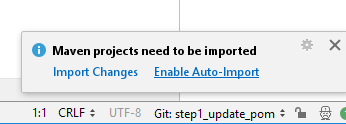 Maven projects need to be imported
Import Changes Enable Auto-Import
1:1 CRLF UTF-8 Git: step1_update_pom